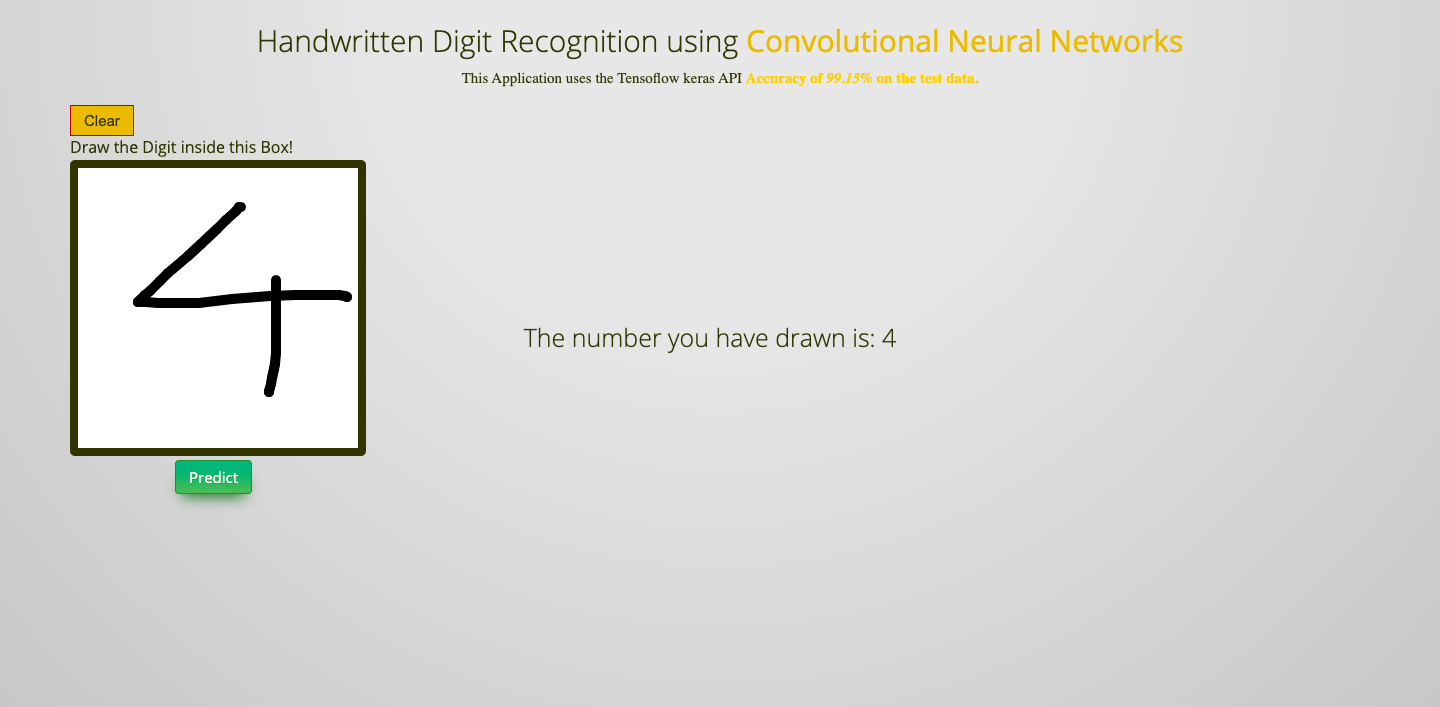 Handwritten Digit Recognition using Convolutional Neural Networks
This Application uses the Tensoflow keras API Accuracy of 99.15% on the test data.
Clear
Draw the Digit inside this Box!
4
The number you have drawn is: 4
Predict